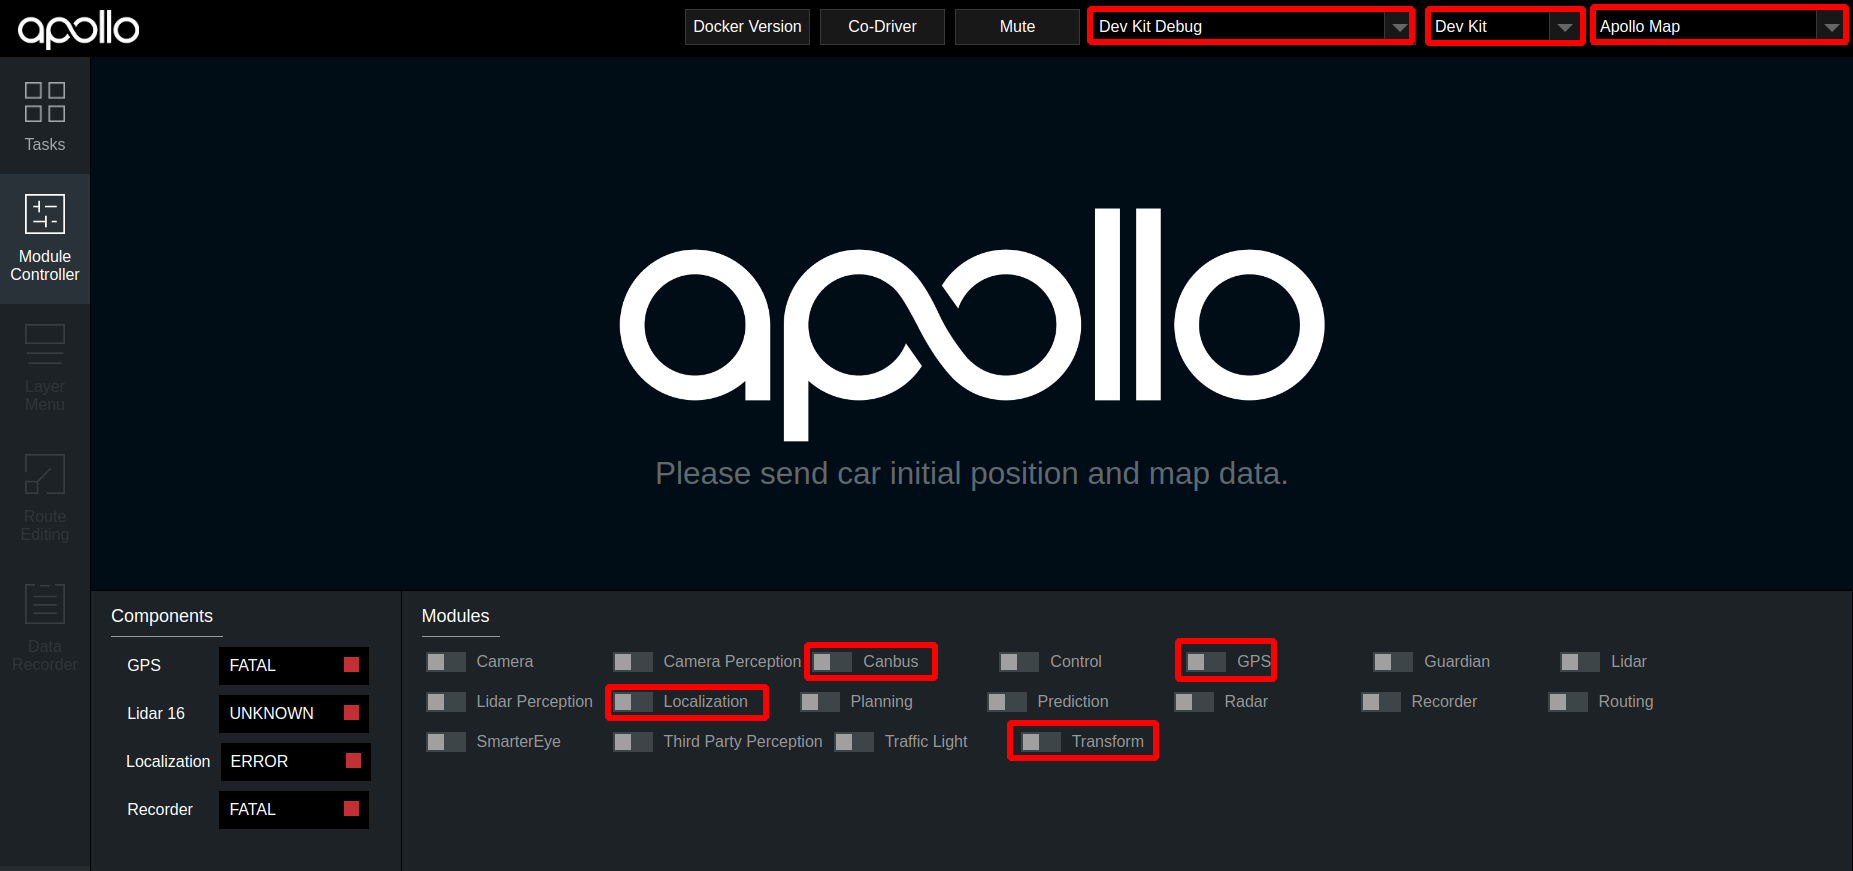 apollo
Docker Version
Co-Driver
Mute
Dev Kit Debug
Dev Kit
Apollo Map
Tasks
Module
Controller
Layer
Menu
Route
Editing
Data
Recorder
apollo
Please send car initial position and map data.
Components
GPS FATAL
Lidar 16 UNKNOWN
Localization ERROR
Recorder FATAL
Modules
Camera Camera Perception Canbus Control GPS Guardian Lidar
Lidar Perception Localization Planning Prediction Radar Recorder Routing
SmarterEye Third Party Perception Traffic Light Transform